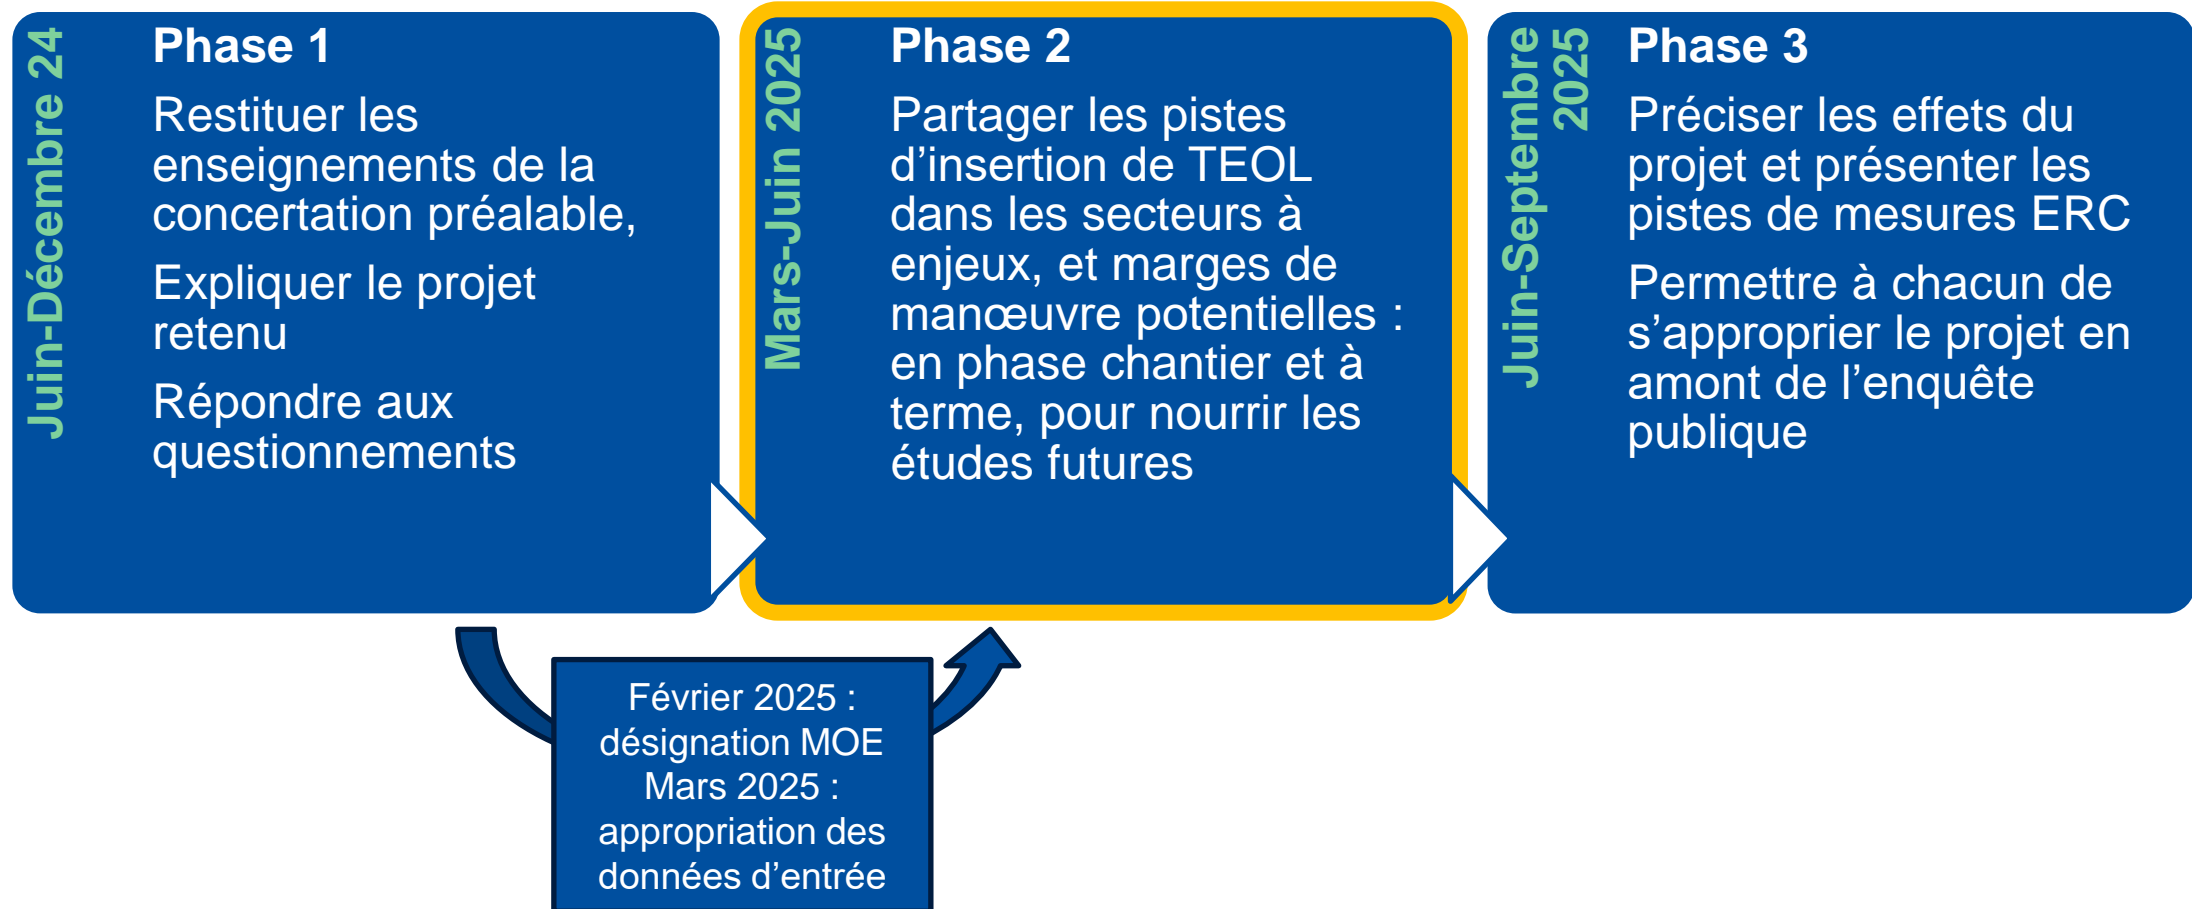 Juin-Décembre 24
Phase 1
Restituer les
enseignements de la
concertation préalable,
Expliquer le projet
retenu
Répondre aux
questionnements
Mars-Juin 2025
Phase 2
Partager les pistes
d’insertion de TEOL
dans les secteurs à
enjeux, et marges de
manœuvre potentielles :
en phase chantier et à
terme, pour nourrir les
études futures
Juin-Septembre
2025
Phase 3
Préciser les effets du
projet et présenter les
pistes de mesures ERC
Permettre à chacun de
s’approprier le projet en
amont de l’enquête
publique
Février 2025 :
désignation MOE
Mars 2025 :
appropriation des
données d’entrée